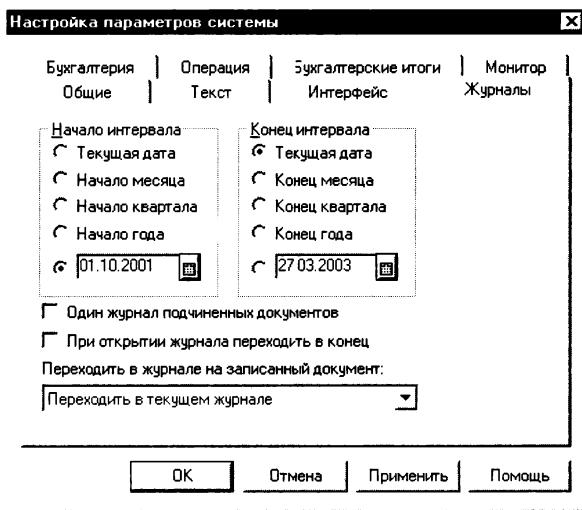 Настройка параметров системы
Бухгалтерия Операция Бухгалтерские итоги Монитор
Общие Текст Интерфейс Журналы
Начало интервала Конец интервала
Текущая дата Текущая дата
Начало месяца Конец месяца
Начало квартала Конец квартала
Начало года Конец года
01.10.2001 27.03.2003
Один журнал подчиненных документов
При открытии журнала переходить в конец
Переходить в журнале на записанный документ:
Переходить в текущем журнале
OK Отмена Применить Помощь